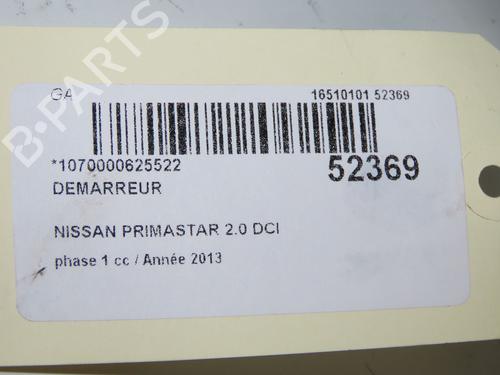 GA 16510101 52369
*1070000625522 52369
DEMARREUR
NISSAN PRIMASTAR 2.0 DCI
phase 1 cc / Année 2013
B-PARTS